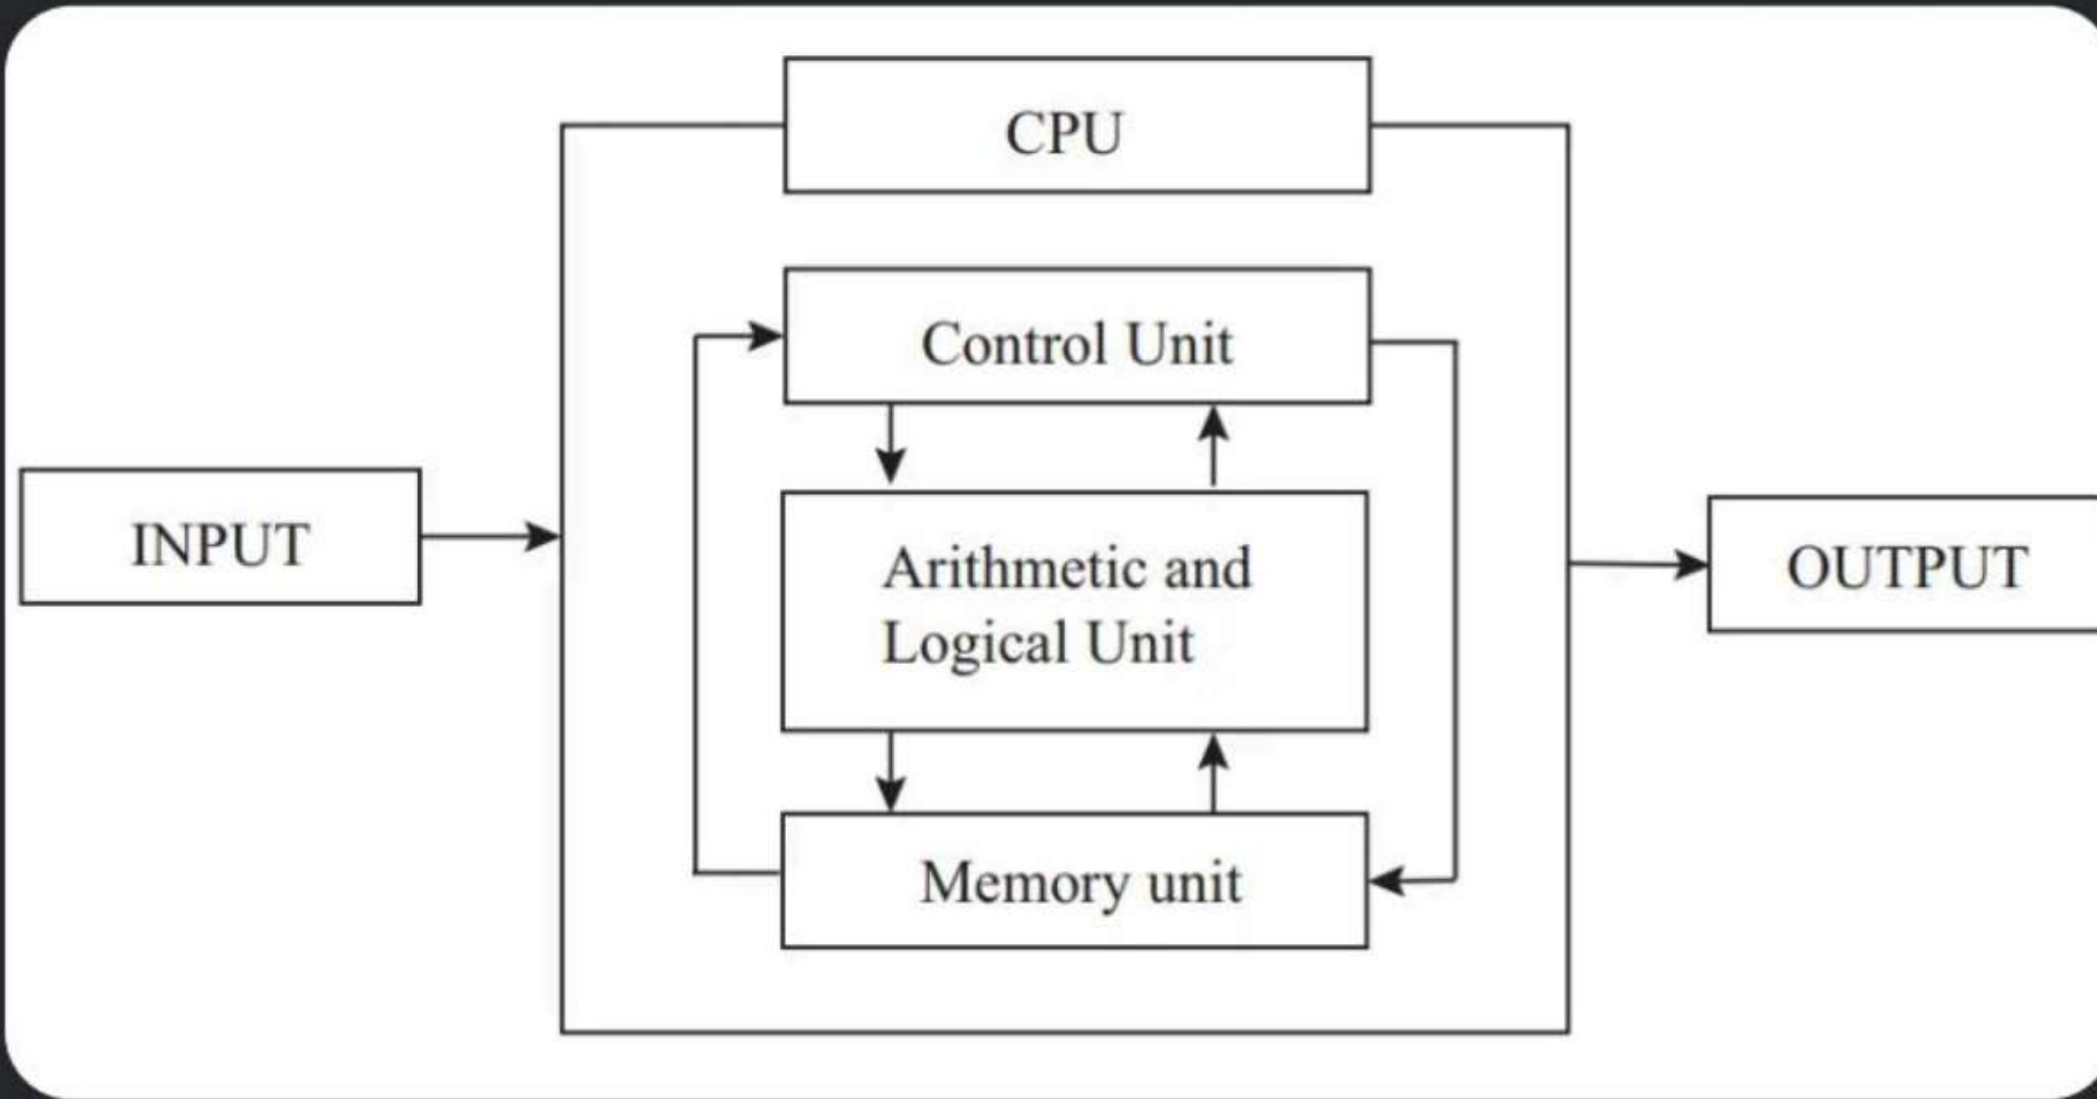 CPU
Control Unit
INPUT
Arithmetic and
Logical Unit
OUTPUT
Memory unit